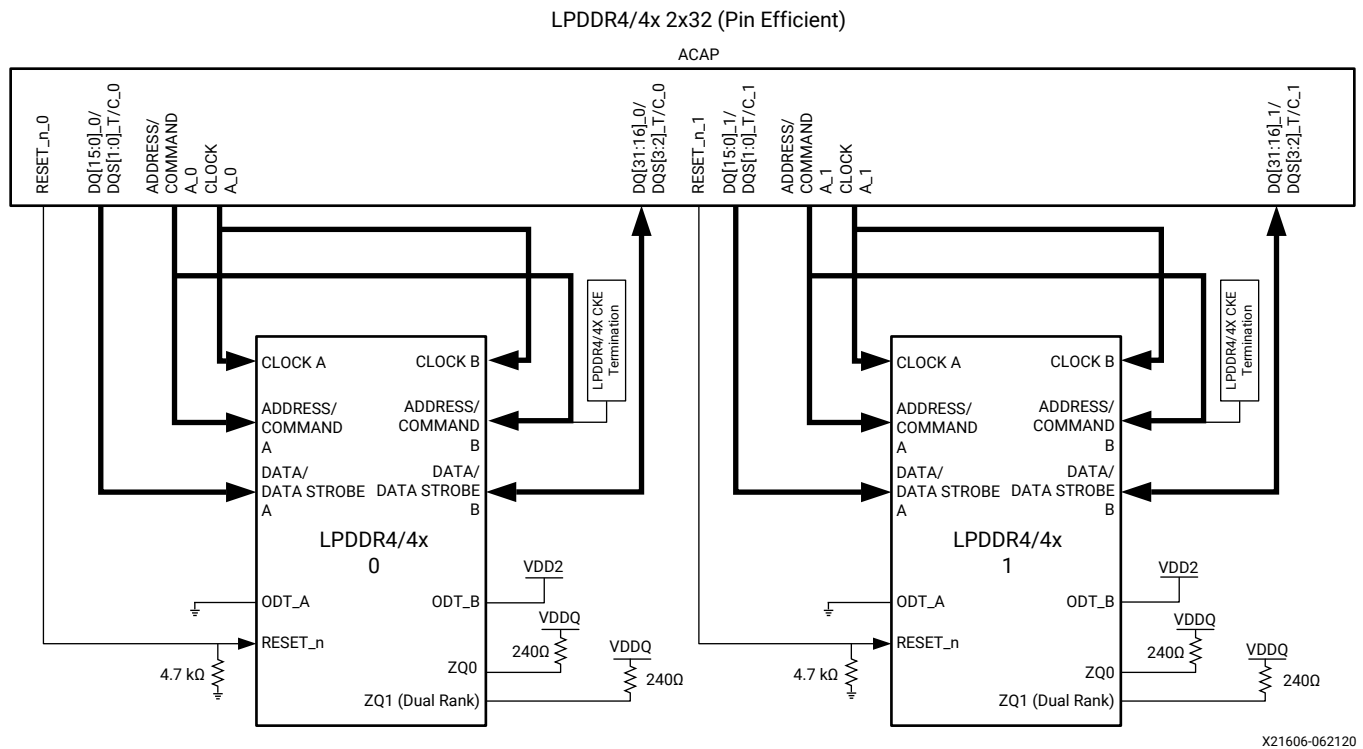 LPDDR4/4x 2x32 (Pin Efficient)
ACAP
RESET_n_0
DQ[15:0]_0/
DQS[1:0]_T/C_0
ADDRESS/
COMMAND
A_0
CLOCK
A_0
DQ[31:16]_0/
DQS[3:2]_T/C_0
RESET_n_1
DQ[15:0]_1/
DQS[1:0]_T/C_1
ADDRESS/
COMMAND
A_1
CLOCK
A_1
DQ[31:16]_1/
DQS[3:2]_T/C_1
CLOCK A
CLOCK B
ADDRESS/
COMMAND
A
ADDRESS/
COMMAND
B
DATA/
DATA STROBE
A
DATA/
DATA STROBE
B
LPDDR4/4x
0
ODT_A
ODT_B
VDD2
RESET_n
4.7 kΩ
ZQ0
240Ω
VDDQ
ZQ1 (Dual Rank)
VDDQ
240Ω
LPDDR4/4X CKE
Termination
CLOCK A
CLOCK B
ADDRESS/
COMMAND
A
ADDRESS/
COMMAND
B
DATA/
DATA STROBE
A
DATA/
DATA STROBE
B
LPDDR4/4x
1
ODT_A
ODT_B
VDD2
RESET_n
4.7 kΩ
ZQ0
240Ω
VDDQ
ZQ1 (Dual Rank)
VDDQ
240Ω
LPDDR4/4X CKE
Termination
X21606-062120